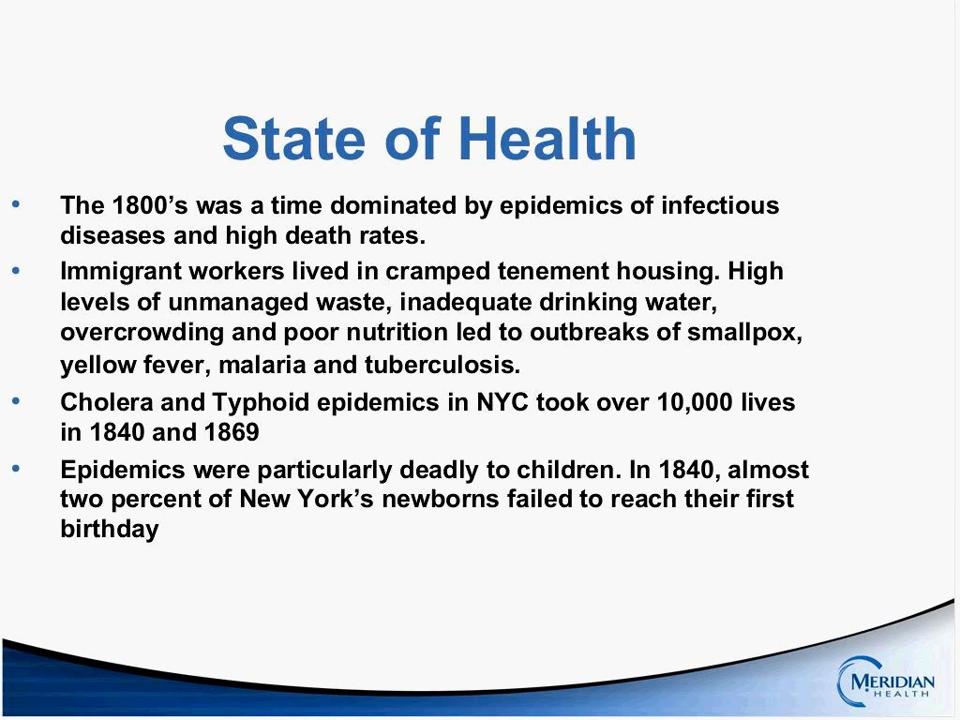 State of Health
• The 1800’s was a time dominated by epidemics of infectious
diseases and high death rates.
• Immigrant workers lived in cramped tenement housing. High
levels of unmanaged waste, inadequate drinking water,
overcrowding and poor nutrition led to outbreaks of smallpox,
yellow fever, malaria and tuberculosis.
• Cholera and Typhoid epidemics in NYC took over 10,000 lives
in 1840 and 1869
• Epidemics were particularly deadly to children. In 1840, almost
two percent of New York’s newborns failed to reach their first
birthday
MERIDIAN
HEALTH